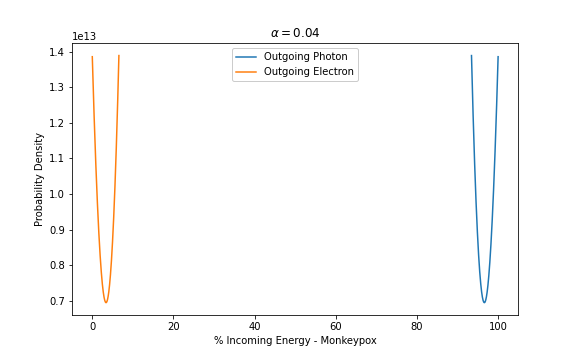 α = 0.04
1e13
Outgoing Photon
Outgoing Electron
1.4
1.3
1.2
1.1
1.0
0.9
0.8
0.7
Probability Density
0 20 40 60 80 100
% Incoming Energy - Monkeypox